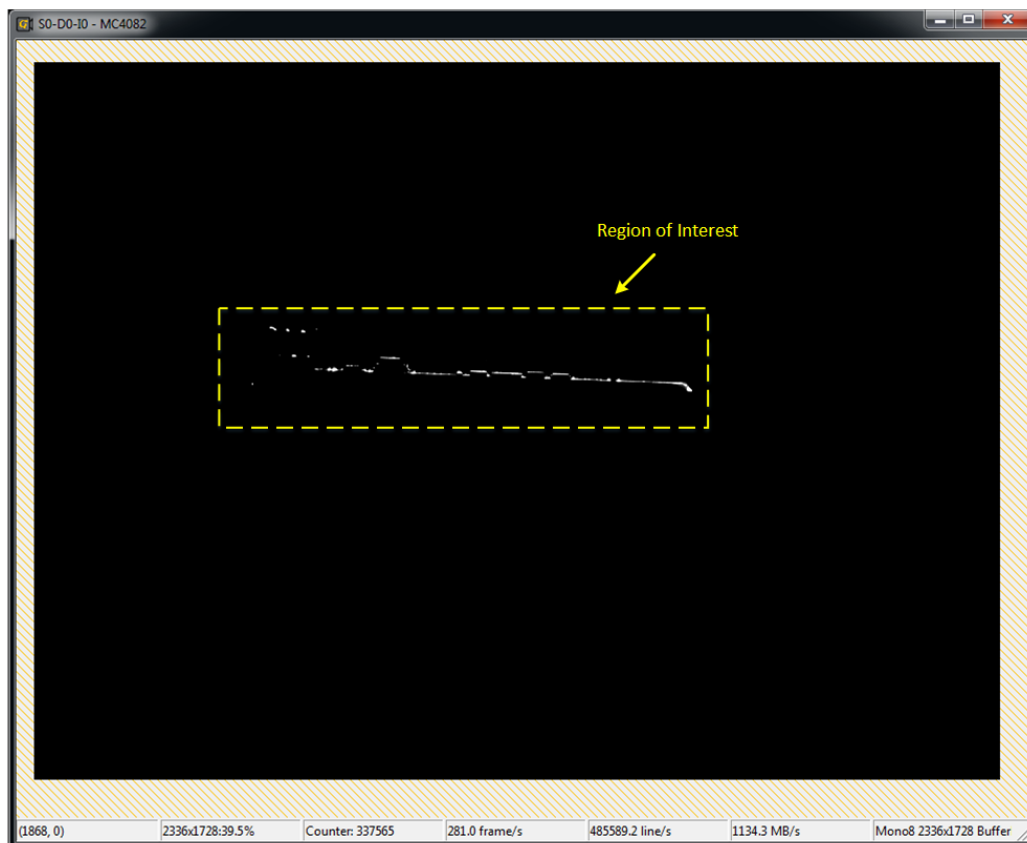 S0-D0-I0 - MC4082
Region of Interest
(1868, 0) 2336x1728:39.5% Counter: 337565 281.0 frame/s 485589.2 line/s 1134.3 MB/s Mono8 2336x1728 Buffer